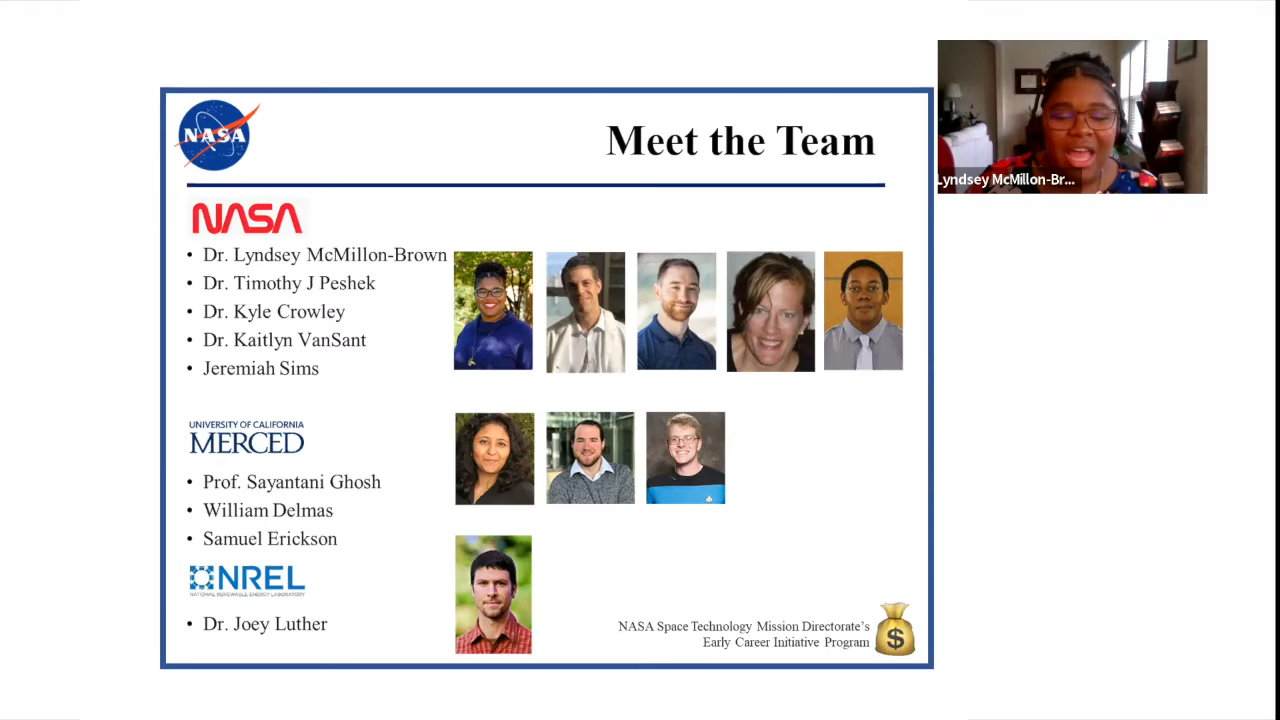 NASA
Meet the Team
Lyndsey McMillon-Br...
NASA
• Dr. Lyndsey McMillon-Brown
• Dr. Timothy J Peshek
• Dr. Kyle Crowley
• Dr. Kaitlyn VanSant
• Jeremiah Sims
UNIVERSITY OF CALIFORNIA
MERCED
• Prof. Sayantani Ghosh
• William Delmas
• Samuel Erickson
NREL
NATIONAL RENEWABLE ENERGY LABORATORY
• Dr. Joey Luther
NASA Space Technology Mission Directorate's
Early Career Initiative Program
$